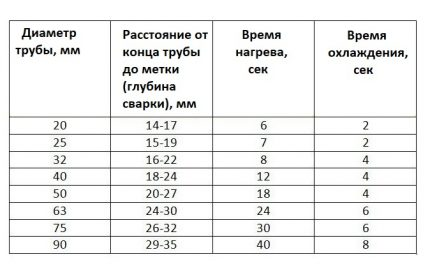 Диаметр трубы, мм | Расстояние от конца трубы до метки (глубина сварки), мм | Время нагрева, сек | Время охлаждения, сек
20 | 14-17 | 6 | 2
25 | 15-19 | 7 | 2
32 | 16-22 | 8 | 4
40 | 18-24 | 12 | 4
50 | 20-27 | 18 | 4
63 | 24-30 | 24 | 6
75 | 26-32 | 30 | 6
90 | 29-35 | 40 | 8